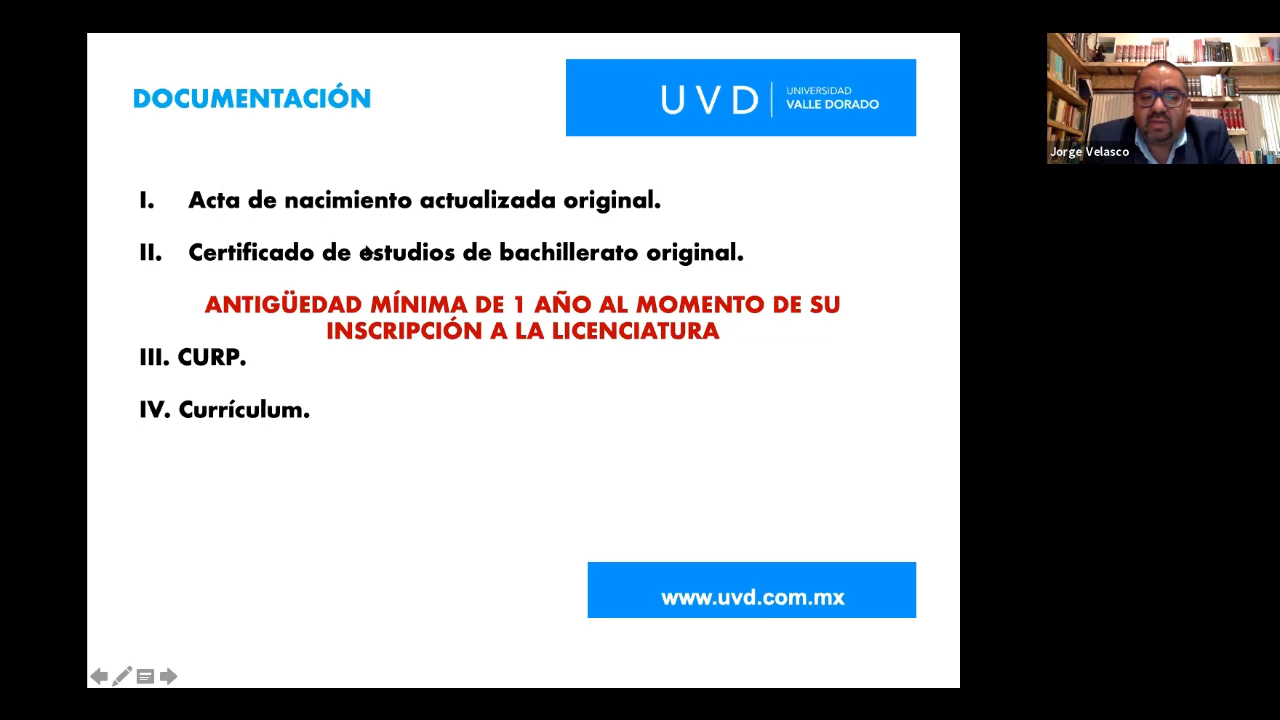 DOCUMENTACIÓN
UVD
UNIVERSIDAD
VALLE DORADO
I. Acta de nacimiento actualizada original.
II. Certificado de estudios de bachillerato original.
ANTIGÜEDAD MÍNIMA DE 1 AÑO AL MOMENTO DE SU
INSCRIPCIÓN A LA LICENCIATURA
III. CURP.
IV. Currículum.
www.uvd.com.mx
Jorge Velasco